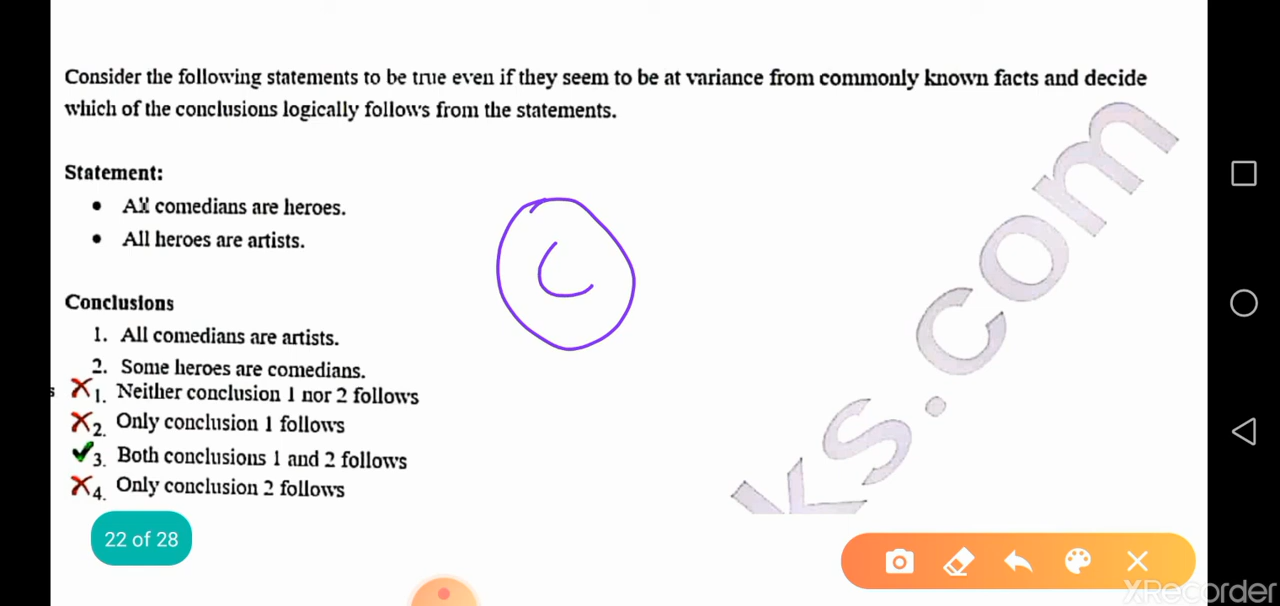 Consider the following statements to be true even if they seem to be at variance from commonly known facts and decide
which of the conclusions logically follows from the statements.
Statement:
• All comedians are heroes.
• All heroes are artists.
C
Conclusions
1. All comedians are artists.
2. Some heroes are comedians.
s
1. Neither conclusion 1 nor 2 follows
2. Only conclusion 1 follows
3. Both conclusions 1 and 2 follows
4. Only conclusion 2 follows
ks.com
22 of 28
XRecorder